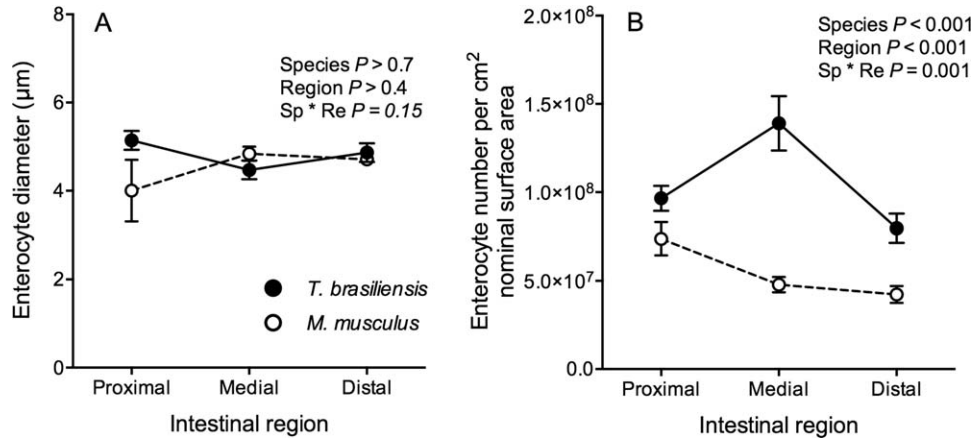 A
Species P > 0.7
Region P > 0.4
Sp * Re P = 0.15
8
6
4
2
0
Enterocyte diameter (µm)
T. brasiliensis
M. musculus
Proximal Medial Distal
Intestinal region
B
Species P < 0.001
Region P < 0.001
Sp * Re P = 0.001
2.0×10⁸
1.5×10⁸
1.0×10⁸
5.0×10⁷
0.0
Enterocyte number per cm²
nominal surface area
Proximal Medial Distal
Intestinal region